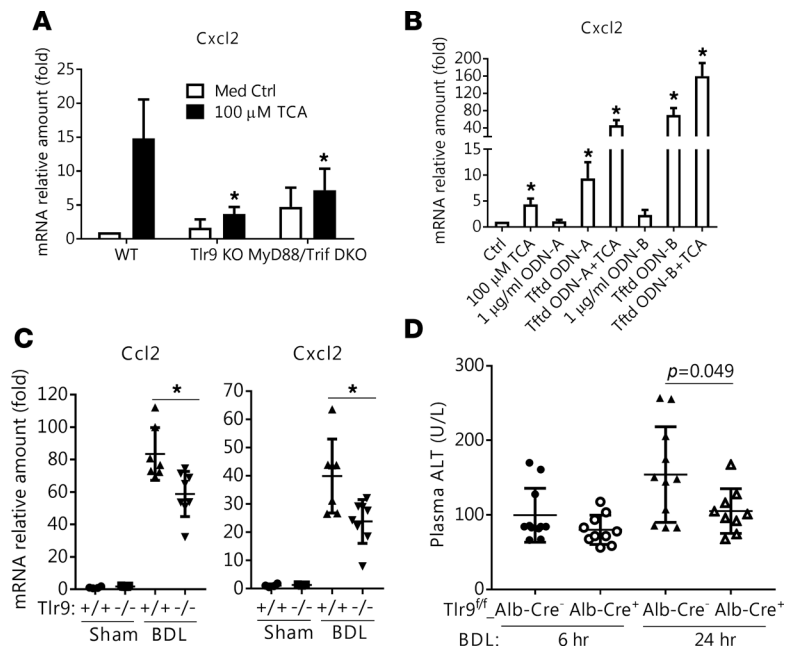 A
Cxcl2
mRNA relative amount (fold)
25
20
15
10
5
0
Med Ctrl
100 µM TCA
*
*
WT
Tlr9 KO
MyD88/Trif DKO
B
Cxcl2
mRNA relative amount (fold)
200
160
120
80
40
15
10
5
0
*
*
*
*
*
Ctrl
100 µM TCA
1 µg/ml ODN-A
Tftd ODN-A
Tftd ODN-A+TCA
1 µg/ml ODN-B
Tftd ODN-B
Tftd ODN-B+TCA
C
Ccl2
mRNA relative amount (fold)
120
100
80
60
40
20
0
*
Tlr9: +/+ -/- +/+ -/-
Sham BDL
Cxcl2
70
60
50
40
30
20
10
0
*
+/+ -/- +/+ -/-
Sham BDL
D
Plasma ALT (U/L)
300
200
100
0
p=0.049
Tlr9f/f_Alb-Cre- Alb-Cre+ Alb-Cre- Alb-Cre+
BDL: 6 hr 24 hr